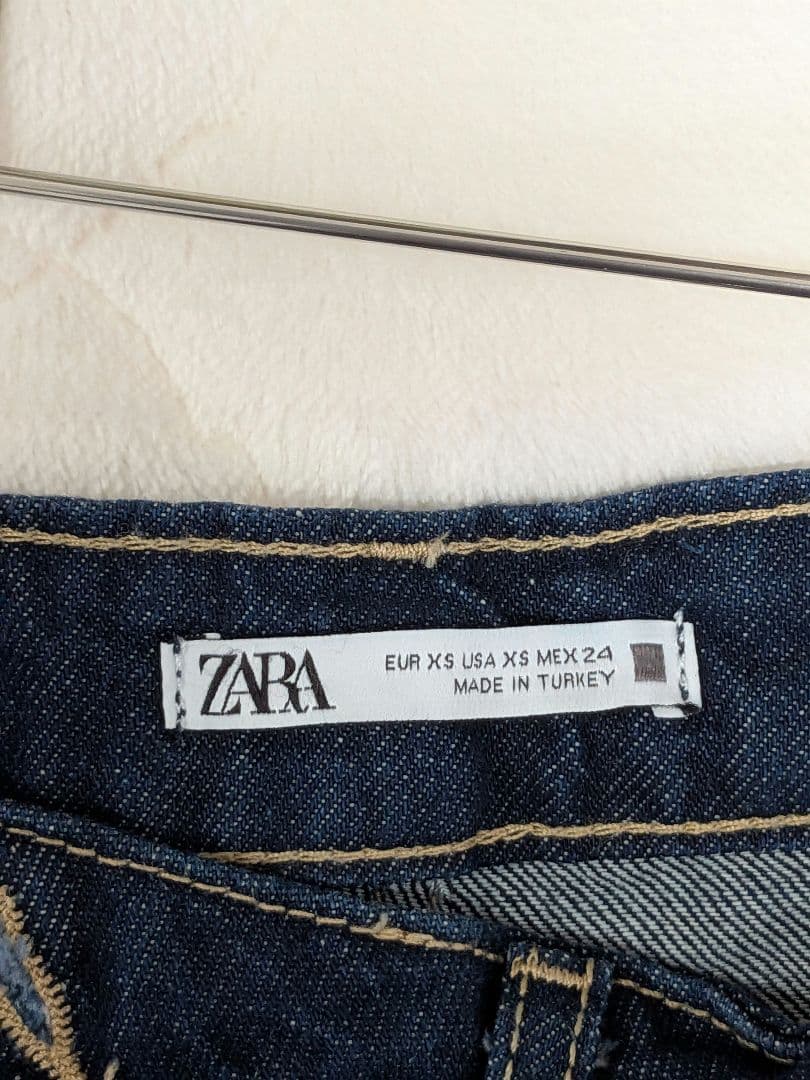 ZARA
EUR XS USA XS MEX 24
MADE IN TURKEY